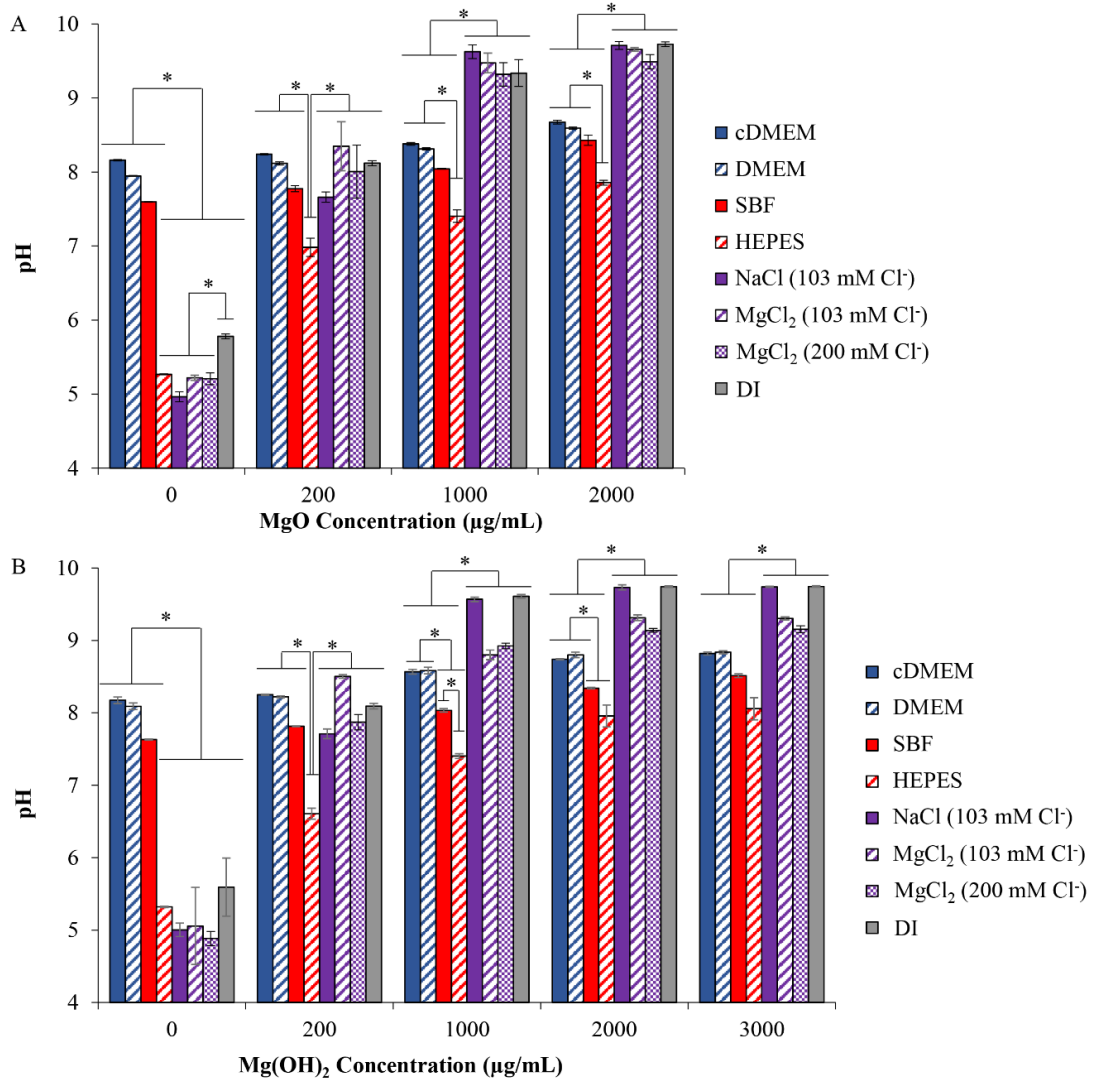 A
10
9
8
7
6
5
4
pH
*
*
*
*
*
*
*
*
0
200
1000
2000
MgO Concentration (µg/mL)
cDMEM
DMEM
SBF
HEPES
NaCl (103 mM Cl⁻)
MgCl₂ (103 mM Cl⁻)
MgCl₂ (200 mM Cl⁻)
DI
B
10
9
8
7
6
5
4
pH
*
*
*
*
*
*
*
*
*
0
200
1000
2000
3000
Mg(OH)₂ Concentration (µg/mL)
cDMEM
DMEM
SBF
HEPES
NaCl (103 mM Cl⁻)
MgCl₂ (103 mM Cl⁻)
MgCl₂ (200 mM Cl⁻)
DI